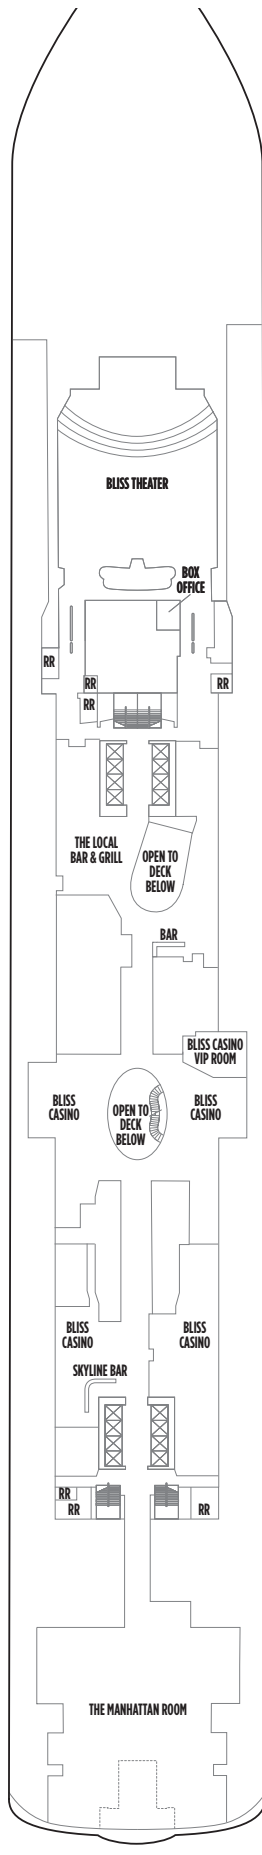 BLISS THEATER
BOX
OFFICE
RR
RR
RR
RR
THE LOCAL
BAR & GRILL
OPEN TO
DECK
BELOW
BAR
BLISS CASINO
VIP ROOM
BLISS
CASINO
OPEN TO
DECK
BELOW
BLISS
CASINO
BLISS
CASINO
BLISS
CASINO
SKYLINE BAR
RR
RR
RR
THE MANHATTAN ROOM